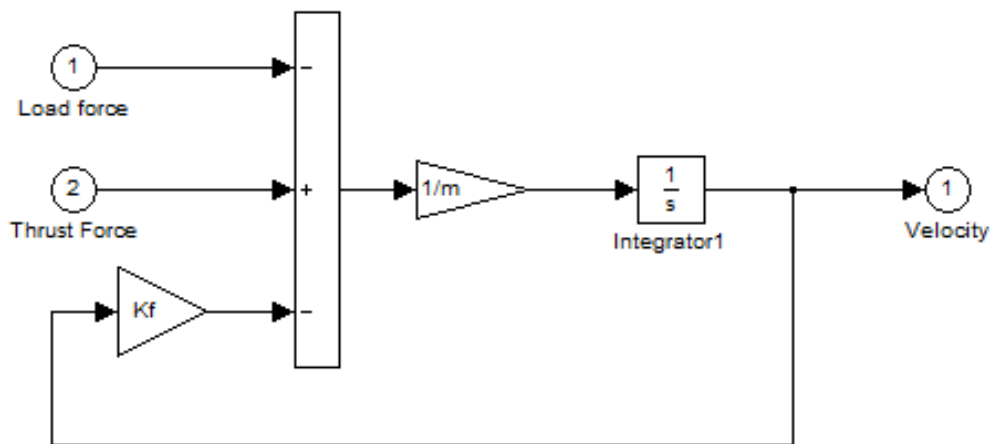 1
−
Load force
2
+
1/m
1
s
1
Thrust Force
Integrator1
Velocity
Kf
−